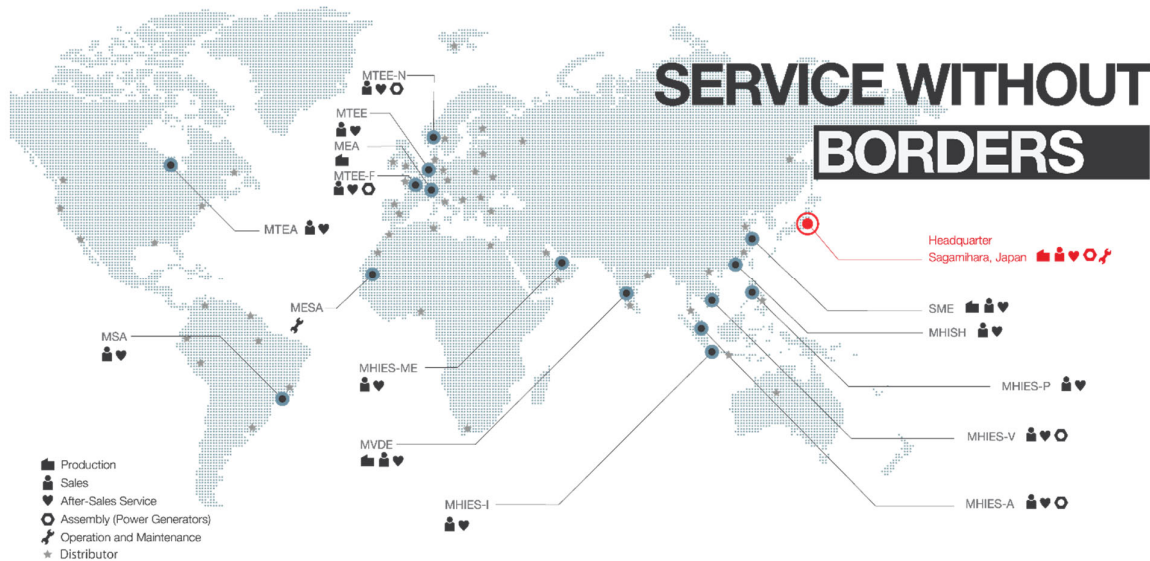 SERVICE WITHOUT
BORDERS
MTEE-N
MTEE
MEA
MTEE-F
MTEA
MESA
MSA
MHIES-ME
MVDE
MHIES-I
Headquarter
Sagamihara, Japan
SME
MHISH
MHIES-P
MHIES-V
MHIES-A
Production
Sales
After-Sales Service
Assembly (Power Generators)
Operation and Maintenance
Distributor